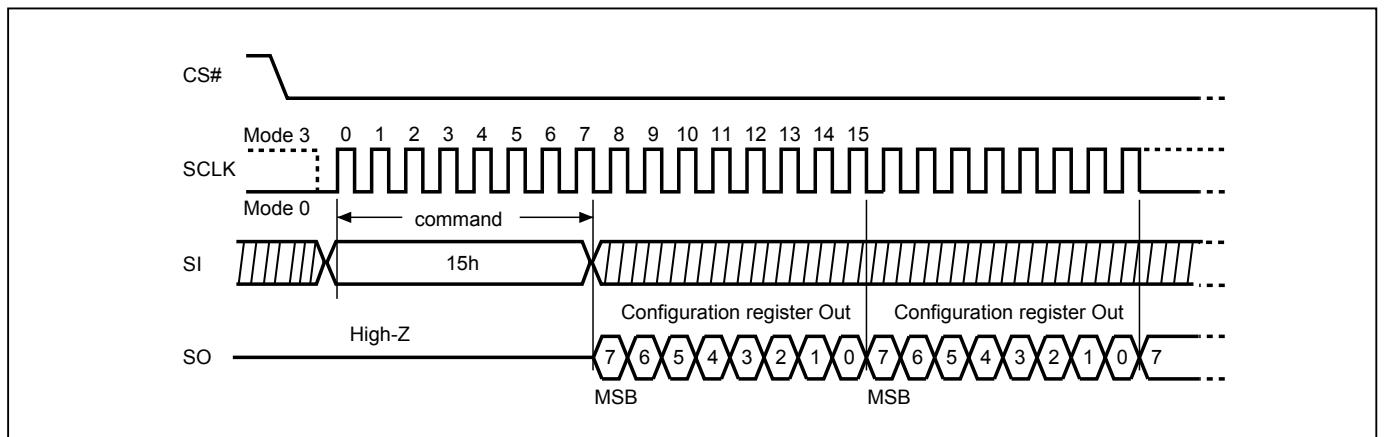 CS#
Mode 3 0 1 2 3 4 5 6 7 8 9 10 11 12 13 14 15
SCLK
Mode 0
command
SI 15h
Configuration register Out Configuration register Out
High-Z
SO 7 6 5 4 3 2 1 0 7 6 5 4 3 2 1 0 7
MSB MSB